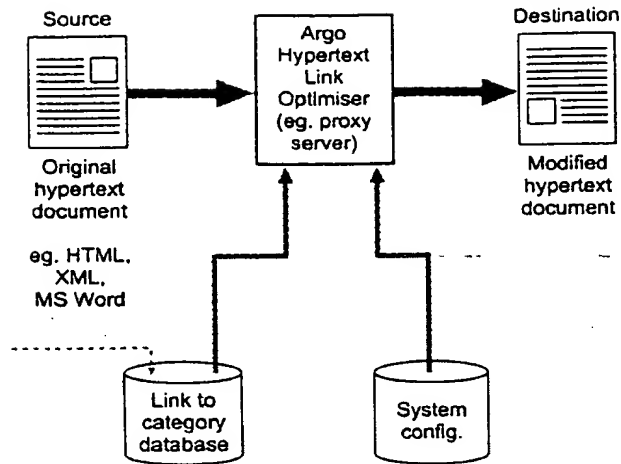 Source
Original
hypertext
document
eg. HTML,
XML,
MS Word
Argo
Hypertext
Link
Optimiser
(eg. proxy
server)
Destination
Modified
hypertext
document
Link to
category
database
System
config.